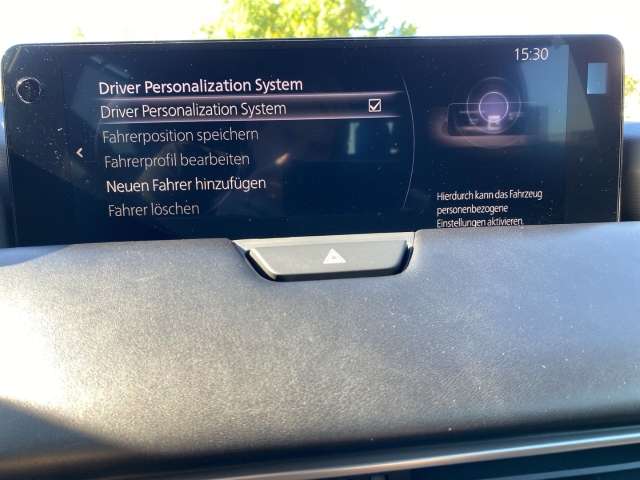 15:30
Driver Personalization System
Driver Personalization System
Fahrerposition speichern
Fahrerprofil bearbeiten
Neuen Fahrer hinzufügen
Fahrer löschen
Hierdurch kann das Fahrzeug
personenbezogene
Einstellungen aktivieren.